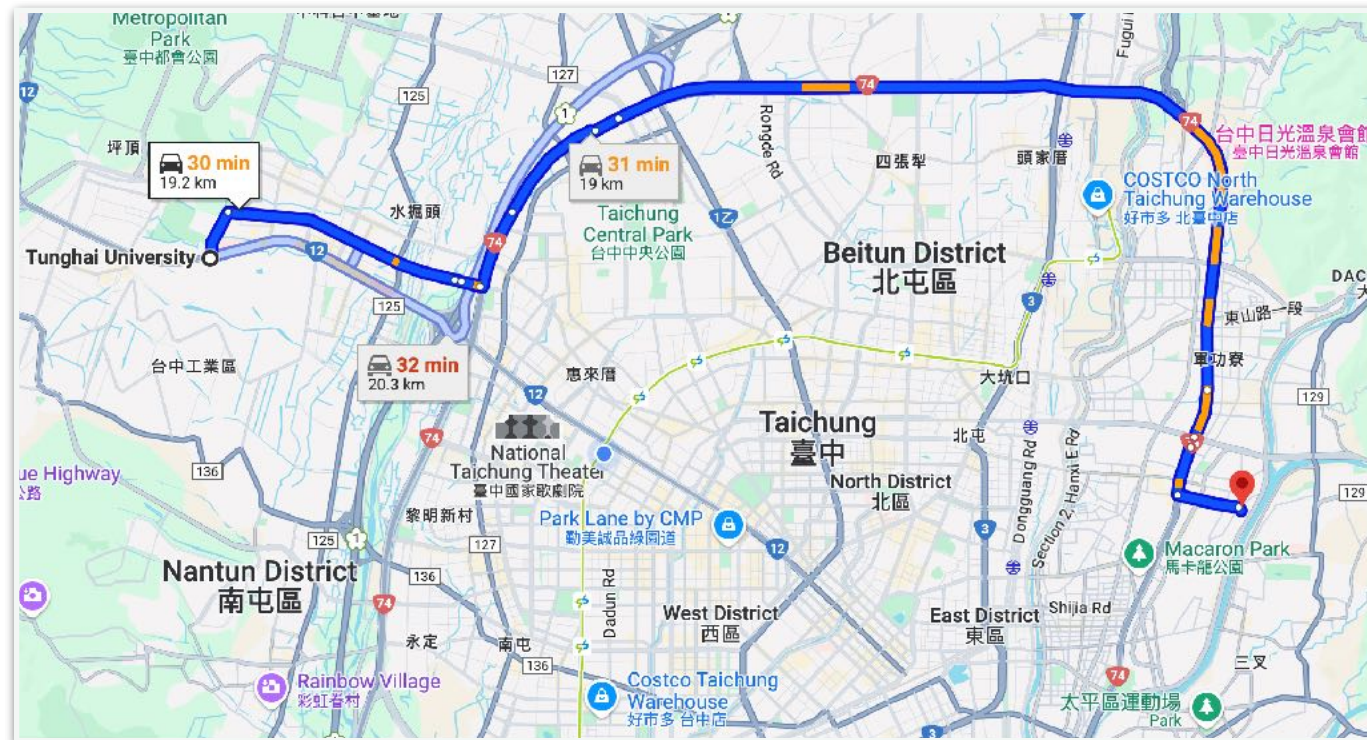 Metropolitan
Park
臺中都會公園
12
坪頂
30 min
19.2 km
Tunghai University
125
127
1
水掘頭
12
125
台中工業區
32 min
20.3 km
74
31 min
19 km
Taichung
Central Park
台中中央公園
Rongde Rd
1乙
74
四張犁
頭家厝
Fugui
74
台中日光溫泉會館
臺中日光溫泉會館
COSTCO North
Taichung Warehouse
好市多 北臺中店
Beitun District
北屯區
3
東山路一段
軍功寮
129
大坑口
惠來厝
12
National
Taichung Theater
臺中國家歌劇院
74
136
ue Highway
公路
黎明新村
127
125
1
136
Nantun District
南屯區
74
永定
南屯
136
Rainbow Village
彩虹眷村
Taichung
臺中
北屯
North District
北區
Park Lane by CMP
勤美誠品綠園道
12
Dadun Rd
West District
西區
3
Dongguang Rd
Section 2, Hanxi E Rd
East District
東區
Shijia Rd
Macaron Park
馬卡龍公園
129
74
三叉
太平區運動場
Park
Costco Taichung
Warehouse
好市多 台中店